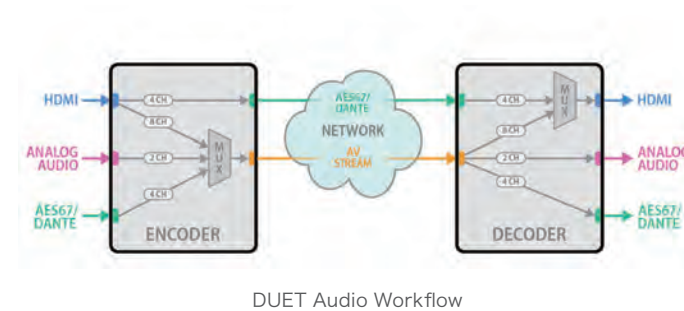 HDMI
4 CH
8 CH
ANALOG
AUDIO
2 CH
MUX
4 CH
AES67/
DANTE
ENCODER
AES67/
DANTE
NETWORK
AV
STREAM
4 CH
MUX
HDMI
8 CH
2 CH
ANALOG
AUDIO
4 CH
AES67/
DANTE
DECODER
DUET Audio Workflow